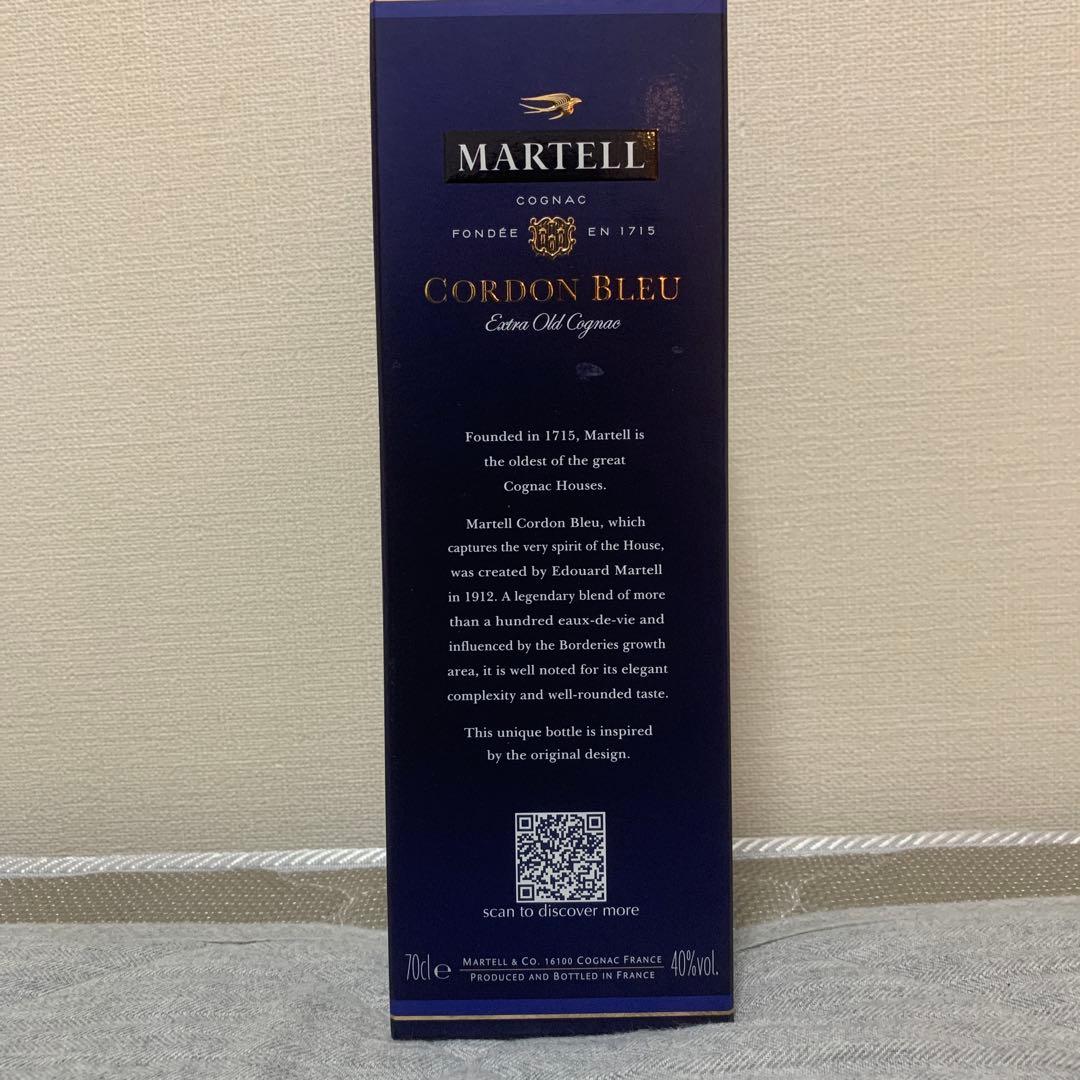 MARTELL
COGNAC
FONDÉE EN 1715
CORDON BLEU
Extra Old Cognac
Founded in 1715, Martell is
the oldest of the great
Cognac Houses.
Martell Cordon Bleu, which
captures the very spirit of the House,
was created by Edouard Martell
in 1912. A legendary blend of more
than a hundred eaux-de-vie and
influenced by the Borderies growth
area, it is well noted for its elegant
complexity and well-rounded taste.
This unique bottle is inspired
by the original design.
scan to discover more
70cl e MARTELL & CO. 16100 COGNAC FRANCE 40%vol.
PRODUCED AND BOTTLED IN FRANCE